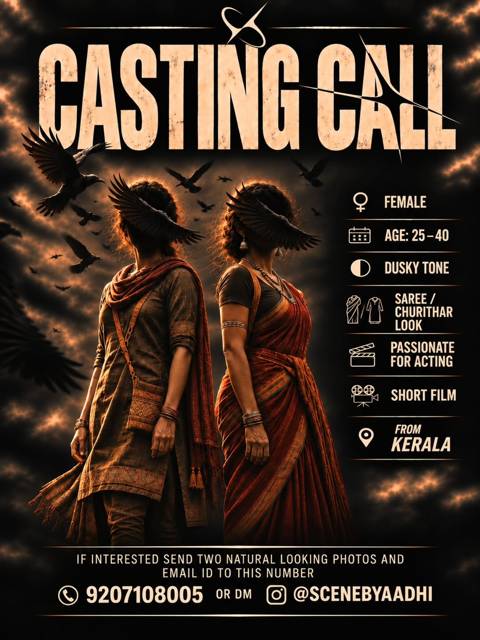 CASTING CALL
FEMALE
AGE: 25–40
DUSKY TONE
SAREE /
CHURITHAR
LOOK
PASSIONATE
FOR ACTING
SHORT FILM
FROM
KERALA
IF INTERESTED SEND TWO NATURAL LOOKING PHOTOS AND
EMAIL ID TO THIS NUMBER
9207108005 OR DM @SCENEBYAADHI